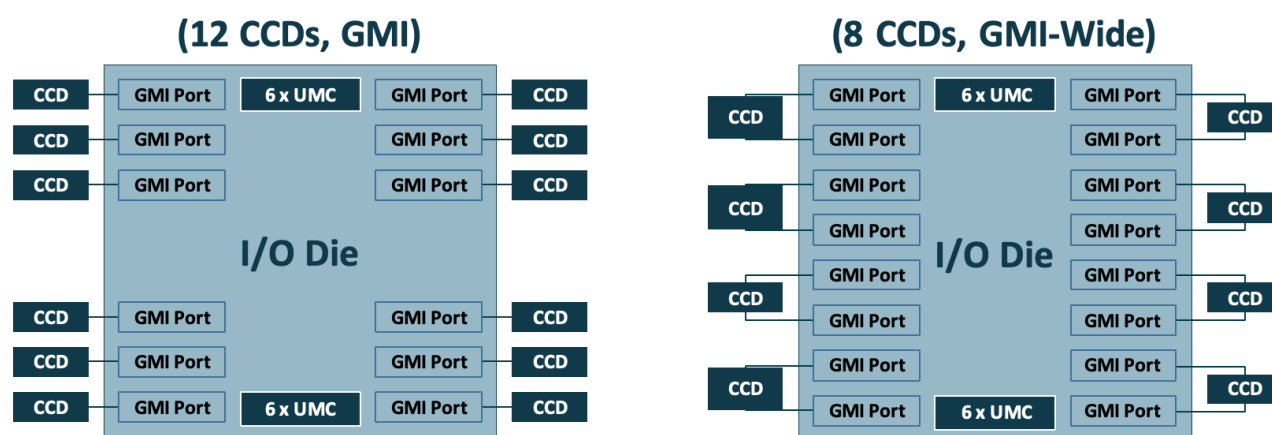 (12 CCDs, GMI)
CCD GMI Port 6 x UMC GMI Port CCD
CCD GMI Port GMI Port CCD
CCD GMI Port GMI Port CCD
I/O Die
CCD GMI Port GMI Port CCD
CCD GMI Port GMI Port CCD
CCD GMI Port 6 x UMC GMI Port CCD
(8 CCDs, GMI-Wide)
GMI Port 6 x UMC GMI Port
CCD CCD
GMI Port GMI Port
GMI Port GMI Port
CCD CCD
GMI Port GMI Port
I/O Die
GMI Port GMI Port
CCD CCD
GMI Port GMI Port
GMI Port GMI Port
CCD CCD
GMI Port 6 x UMC GMI Port